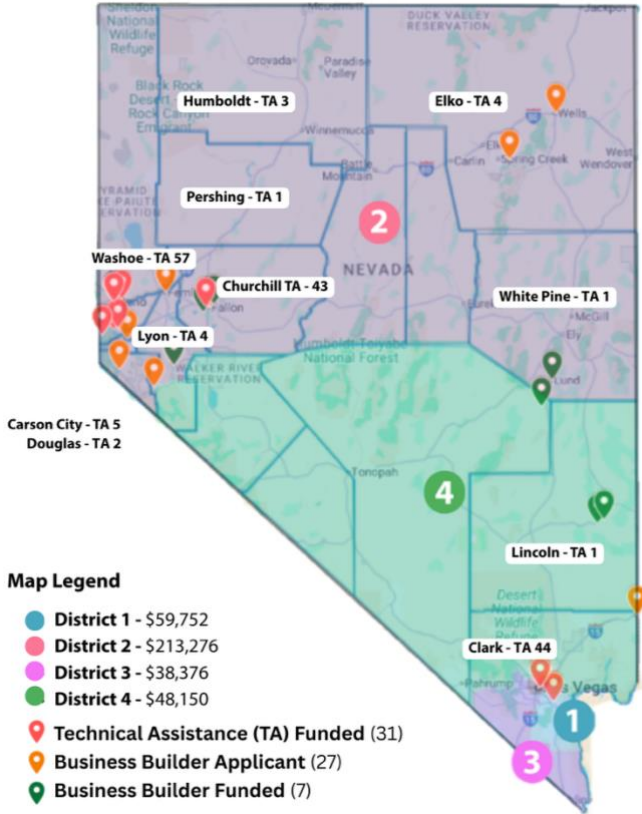 Sheldon
National
Wildlife
Refuge
McDermitt
DUCK VALLEY
RESERVATION
Jackpot
Orovada
Paradise
Valley
Black Rock
Desert
Rock Canyon
Humboldt - TA 3
Elko - TA 4
Wells
Winnemucca
Battle
Mountain
Carlin
Spring Creek
West
Wendover
Pershing - TA 1
2
NEVADA
Washoe - TA 57
Churchill TA - 43
Fallon
White Pine - TA 1
McGill
Ely
Lyon - TA 4
Humboldt-Toiyabe
National Forest
WALKER RIVER
RESERVATION
Lund
Carson City - TA 5
Douglas - TA 2
Tonopah
4
Lincoln - TA 1
Desert
National
Wildlife
Refuge
Clark - TA 44
Pahrump
Vegas
1
3
Map Legend
District 1 - $59,752
District 2 - $213,276
District 3 - $38,376
District 4 - $48,150
Technical Assistance (TA) Funded (31)
Business Builder Applicant (27)
Business Builder Funded (7)